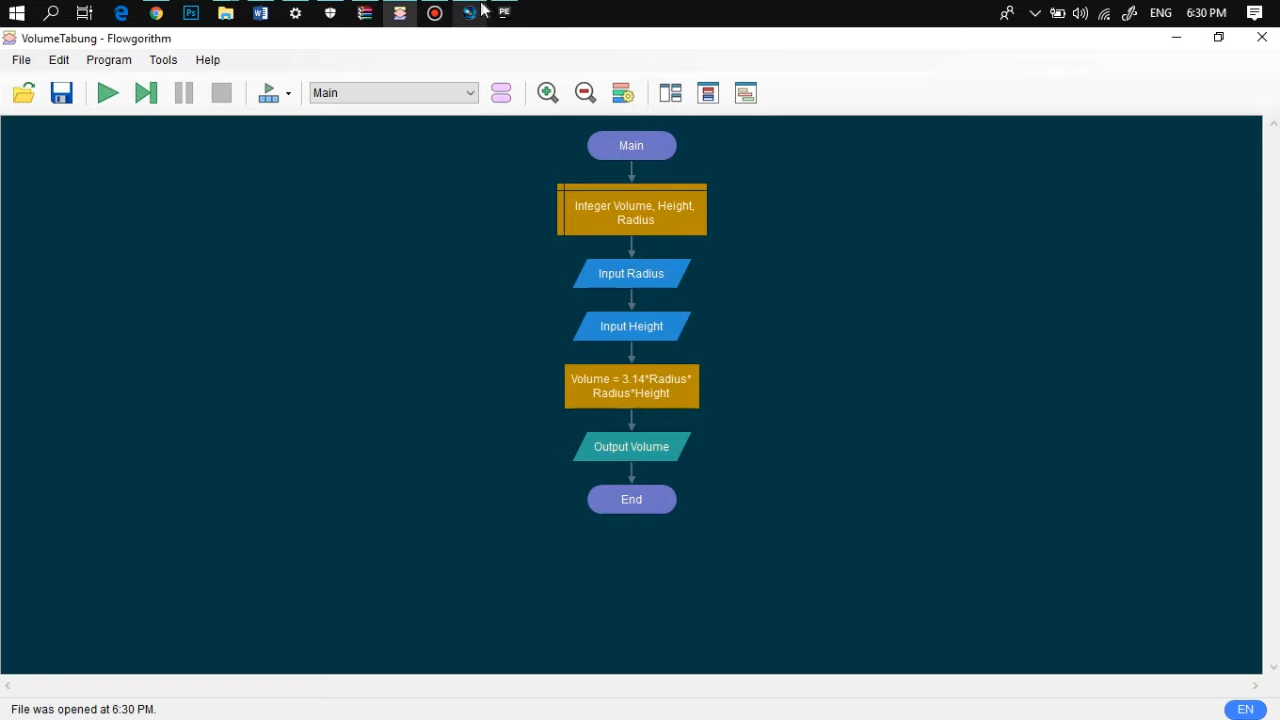 Ps
W
PE
ENG
6:30 PM
VolumeTabung - Flowgorithm
File Edit Program Tools Help
Main
Main
Integer Volume, Height,
Radius
Input Radius
Input Height
Volume = 3.14*Radius*
Radius*Height
Output Volume
End
File was opened at 6:30 PM.
EN